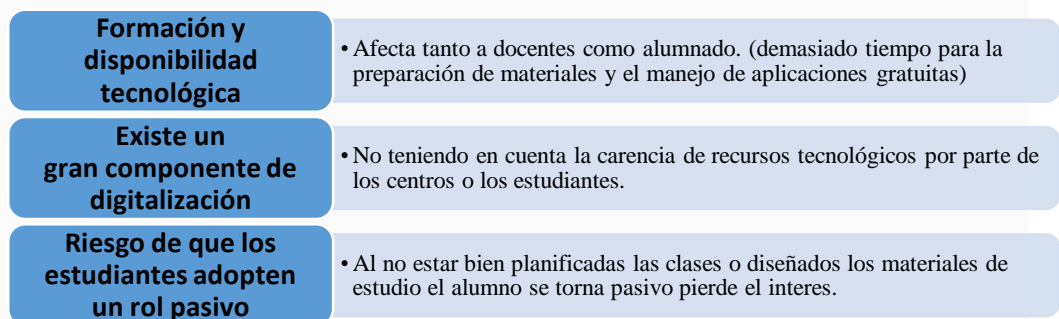 Formación y
disponibilidad
tecnológica
• Afecta tanto a docentes como alumnado. (demasiado tiempo para la
preparación de materiales y el manejo de aplicaciones gratuitas)
Existe un
gran componente de
digitalización
• No teniendo en cuenta la carencia de recursos tecnológicos por parte de
los centros o los estudiantes.
Riesgo de que los
estudiantes adopten
un rol pasivo
• Al no estar bien planificadas las clases o diseñados los materiales de
estudio el alumno se torna pasivo pierde el interes.